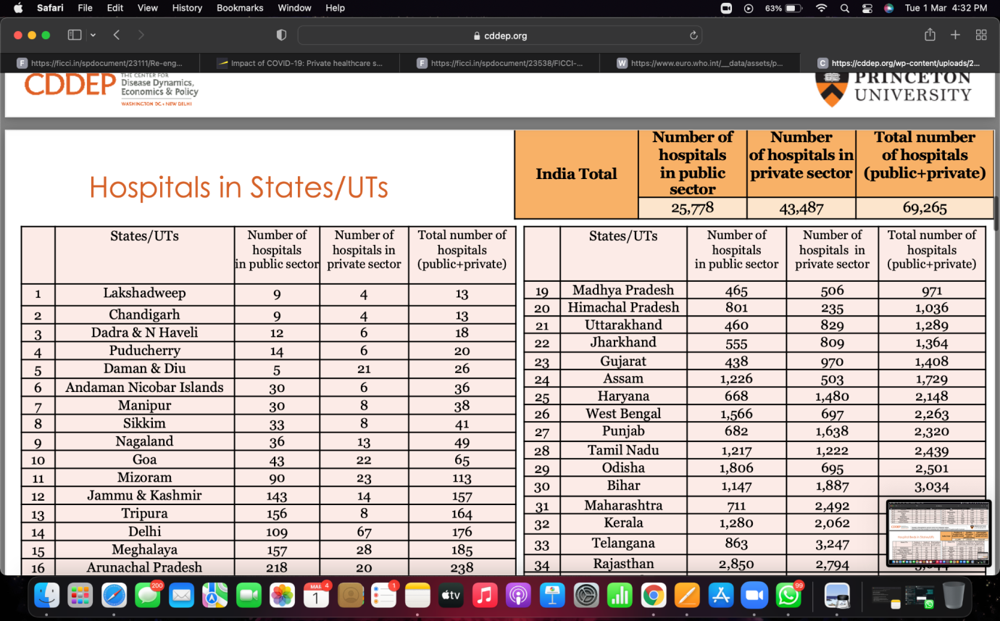 Safari File Edit View History Bookmarks Window Help 63% Tue 1 Mar 4:32 PM
cddep.org
F https://ficci.in/spdocument/23111/Re-eng...
Impact of COVID-19: Private healthcare s...
F https://ficci.in/spdocument/23538/FICCI-...
W https://www.euro.who.int/__data/assets/p...
C https://cddep.org/wp-content/uploads/2...
CDDEP
THE CENTER FOR
Disease Dynamics,
Economics & Policy
WASHINGTON DC • NEW DELHI
PRINCETON
UNIVERSITY
Hospitals in States/UTs
India Total
Number of
hospitals
in public
sector
Number
of hospitals in
private sector
Total number
of hospitals
(public+private)
25,778 43,487 69,265
States/UTs
Number of
hospitals
in public sector
Number of
hospitals in
private sector
Total number of
hospitals
(public+private)
1 Lakshadweep 9 4 13
2 Chandigarh 9 4 13
3 Dadra & N Haveli 12 6 18
4 Puducherry 14 6 20
5 Daman & Diu 5 21 26
6 Andaman Nicobar Islands 30 6 36
7 Manipur 30 8 38
8 Sikkim 33 8 41
9 Nagaland 36 13 49
10 Goa 43 22 65
11 Mizoram 90 23 113
12 Jammu & Kashmir 143 14 157
13 Tripura 156 8 164
14 Delhi 109 67 176
15 Meghalaya 157 28 185
16 Arunachal Pradesh 218 20 238
States/UTs
Number of
hospitals
in public sector
Number of
hospitals in
private sector
Total number of
hospitals
(public+private)
19 Madhya Pradesh 465 506 971
20 Himachal Pradesh 801 235 1,036
21 Uttarakhand 460 829 1,289
22 Jharkhand 555 809 1,364
23 Gujarat 438 970 1,408
24 Assam 1,226 503 1,729
25 Haryana 668 1,480 2,148
26 West Bengal 1,566 697 2,263
27 Punjab 682 1,638 2,320
28 Tamil Nadu 1,217 1,222 2,439
29 Odisha 1,806 695 2,501
30 Bihar 1,147 1,887 3,034
31 Maharashtra 711 2,492
32 Kerala 1,280 2,062
33 Telangana 863 3,247
34 Rajasthan 2,850 2,794
200 MAR 4 1 1 tv 99